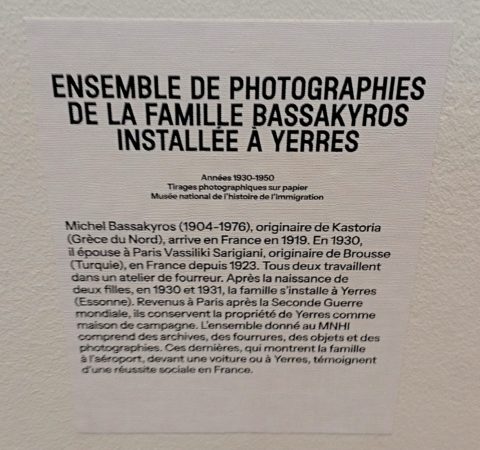 ENSEMBLE DE PHOTOGRAPHIES
DE LA FAMILLE BASSAKYROS
INSTALLÉE À YERRES
Années 1930-1950
Tirages photographiques sur papier
Musée national de l'histoire de l'immigration
Michel Bassakyros (1904-1976), originaire de Kastoria
(Grèce du Nord), arrive en France en 1919. En 1930,
il épouse à Paris Vassiliki Sarigiani, originaire de Brousse
(Turquie), en France depuis 1923. Tous deux travaillent
dans un atelier de fourreur. Après la naissance de
deux filles, en 1930 et 1931, la famille s'installe à Yerres
(Essonne). Revenus à Paris après la Seconde Guerre
mondiale, ils conservent la propriété de Yerres comme
maison de campagne. L'ensemble donné au MNHI
comprend des archives, des fourrures, des objets et des
photographies. Ces dernières, qui montrent la famille
à l'aéroport, devant une voiture ou à Yerres, témoignent
d'une réussite sociale en France.